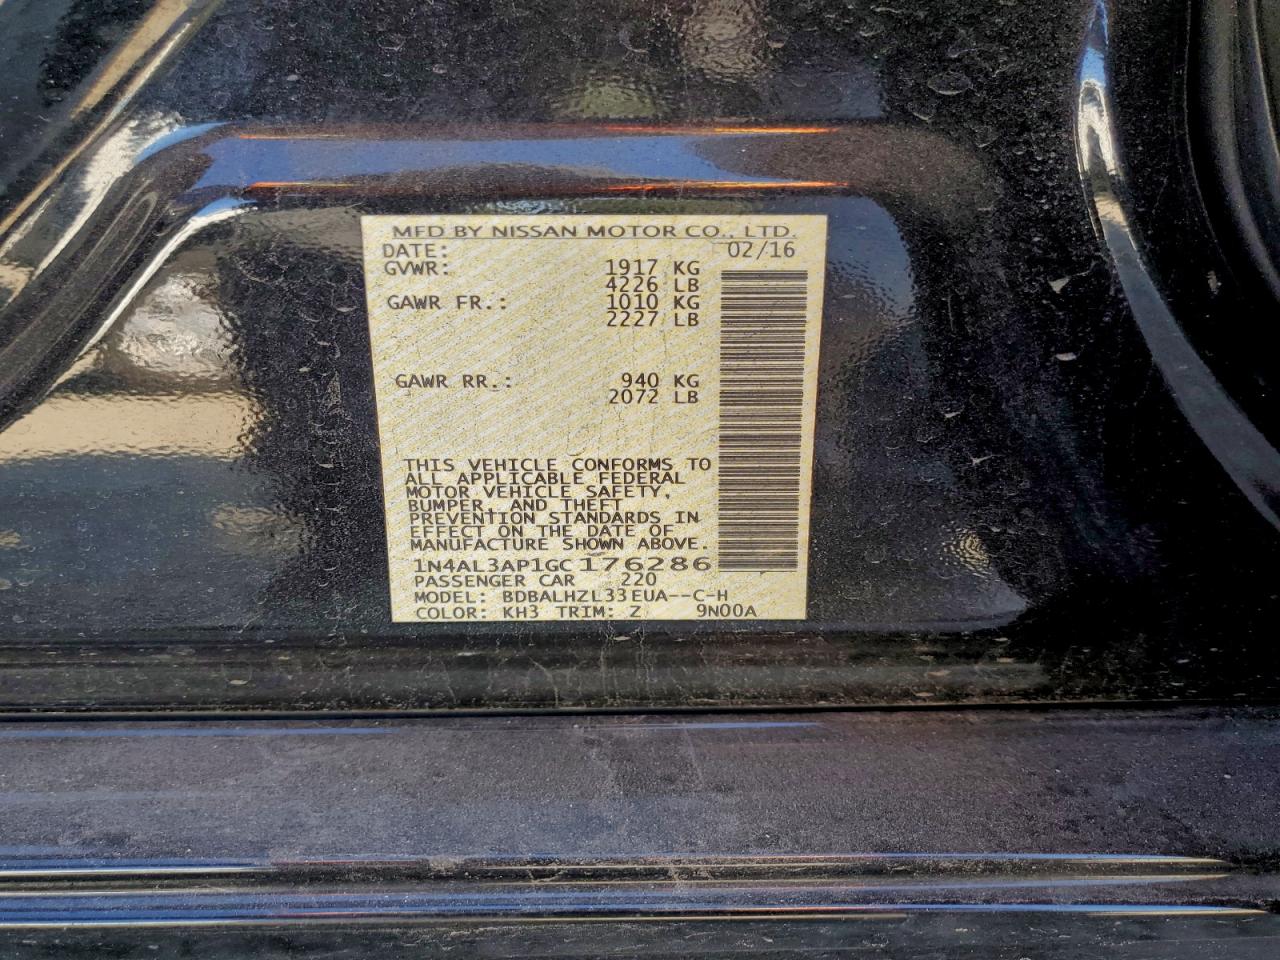 MFD BY NISSAN MOTOR CO., LTD.
DATE: 02/16
GVWR: 1917 KG
4226 LB
GAWR FR.: 1010 KG
2227 LB
GAWR RR.: 940 KG
2072 LB
THIS VEHICLE CONFORMS TO
ALL APPLICABLE FEDERAL
MOTOR VEHICLE SAFETY,
BUMPER, AND THEFT
PREVENTION STANDARDS IN
EFFECT ON THE DATE OF
MANUFACTURE SHOWN ABOVE.
1N4AL3AP1GC176286
PASSENGER CAR 220
MODEL: BDBALHZL33EUA--C-H
COLOR: KH3 TRIM: Z 9N00A